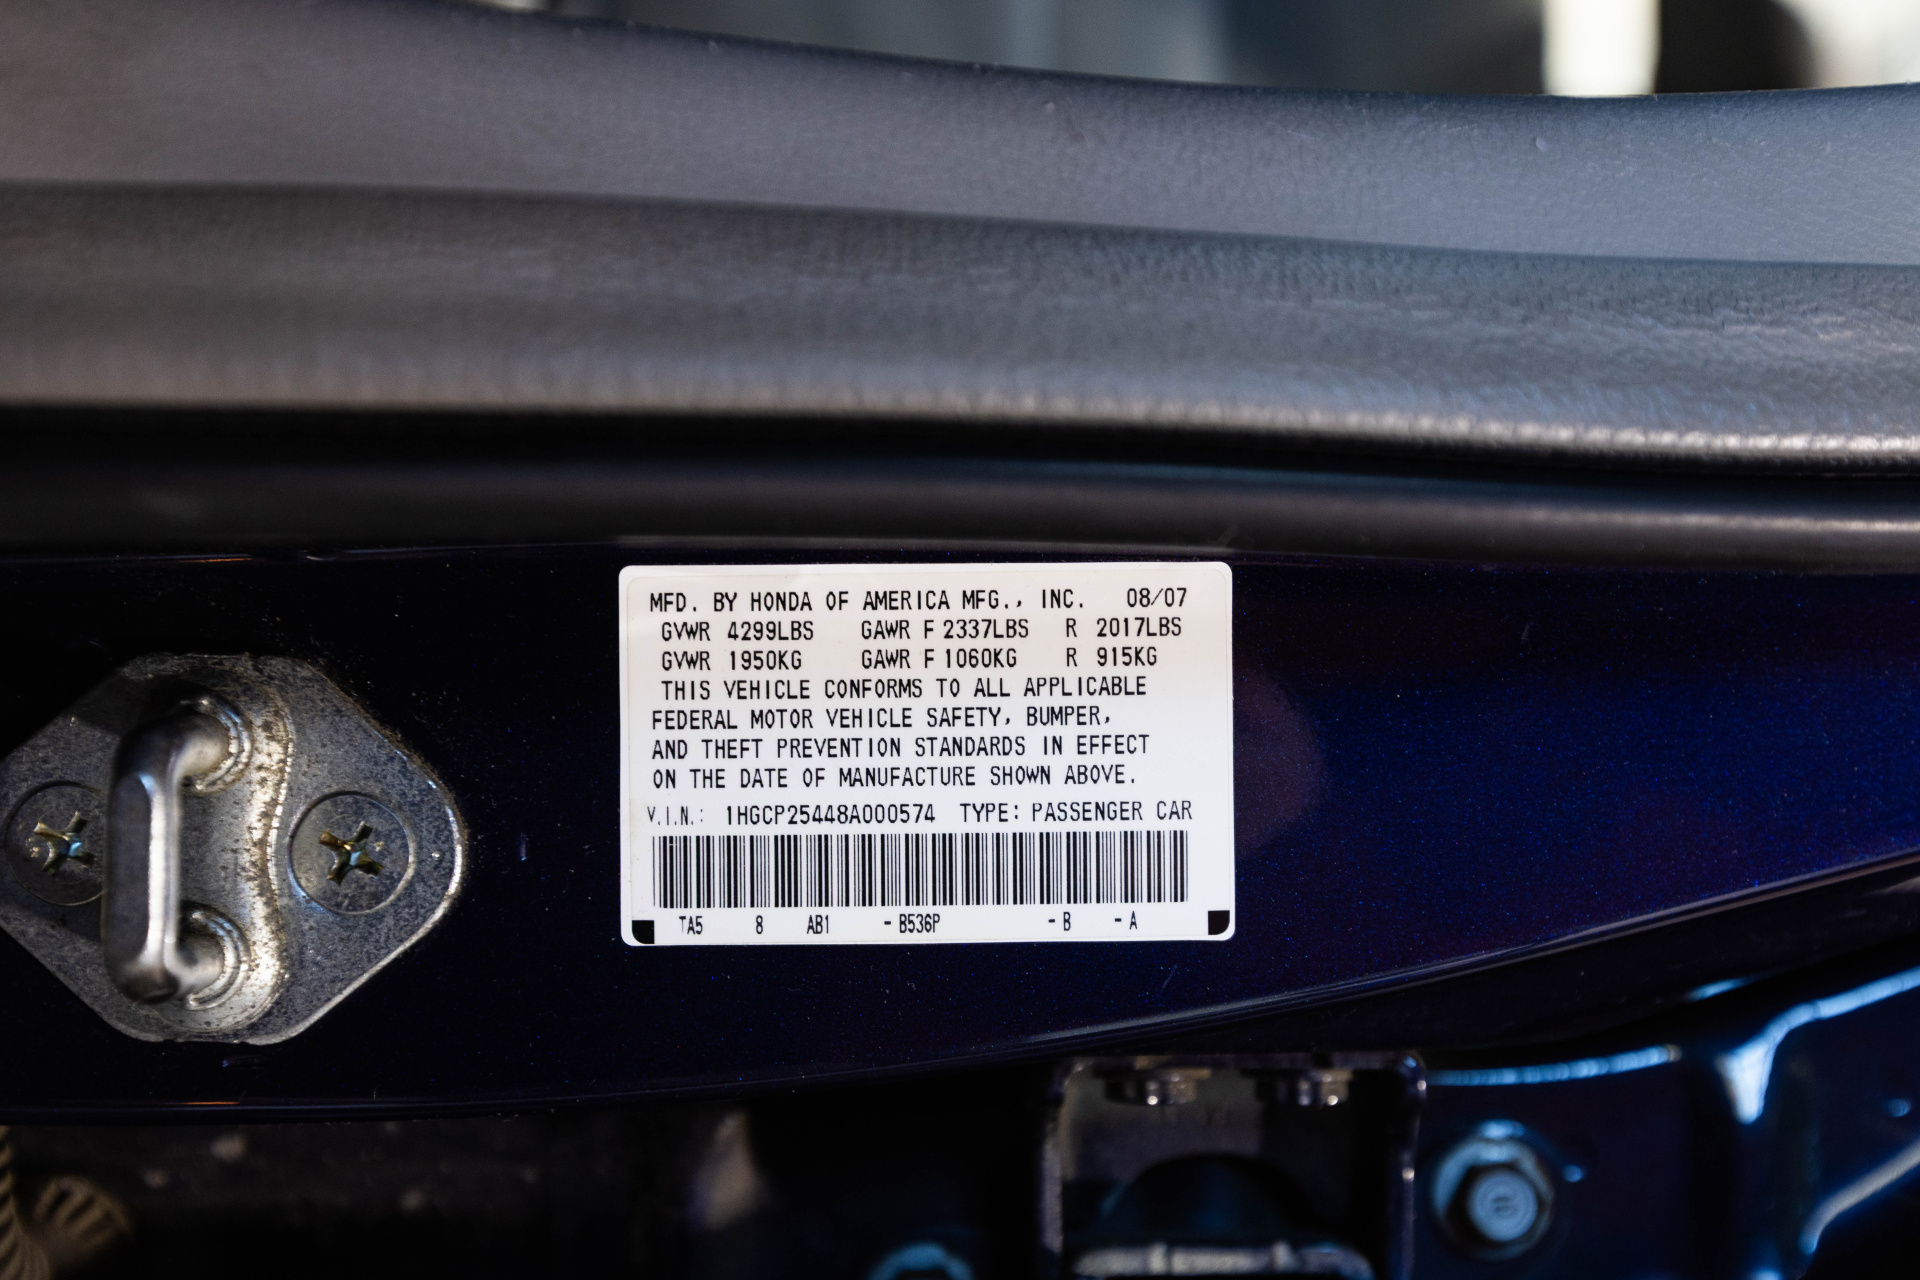 MFD. BY HONDA OF AMERICA MFG., INC. 08/07
GVWR 4299LBS GAWR F 2337LBS R 2017LBS
GVWR 1950KG GAWR F 1060KG R 915KG
THIS VEHICLE CONFORMS TO ALL APPLICABLE
FEDERAL MOTOR VEHICLE SAFETY, BUMPER,
AND THEFT PREVENTION STANDARDS IN EFFECT
ON THE DATE OF MANUFACTURE SHOWN ABOVE.
V.I.N.: 1HGCP25448A000574 TYPE: PASSENGER CAR
TA5 8 AB1 - B536P - B - A